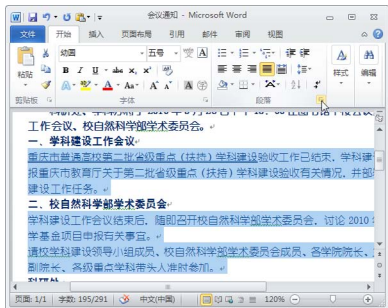 会议通知 - Microsoft Word
文件 开始 插入 页面布局 引用 邮件 审阅 视图
幼圆 五号
粘贴 样式 编辑
剪贴板 字体 段落
工作会议、校自然科学部学术委员会。
一、学科建设工作会议
重庆市普通高校第二批省级重点（扶持）学科建设验收工作已结束，学科建
报重庆市教育厅关于第二批省级重点（扶持）学科建设验收有关情况，并部
建设工作任务。
二、校自然科学部学术委员会
学科建设工作会议结束后，随即召开校自然科学部学术委员会，讨论 2010
学基金项目申报有关事宜。
请校学科建设领导小组成员、校自然科学部学术委员会成员、各学院院长、
副院长、各级重点学科带头人准时参加。
页面: 1/1 字数: 195/291 中文(中国) 120%